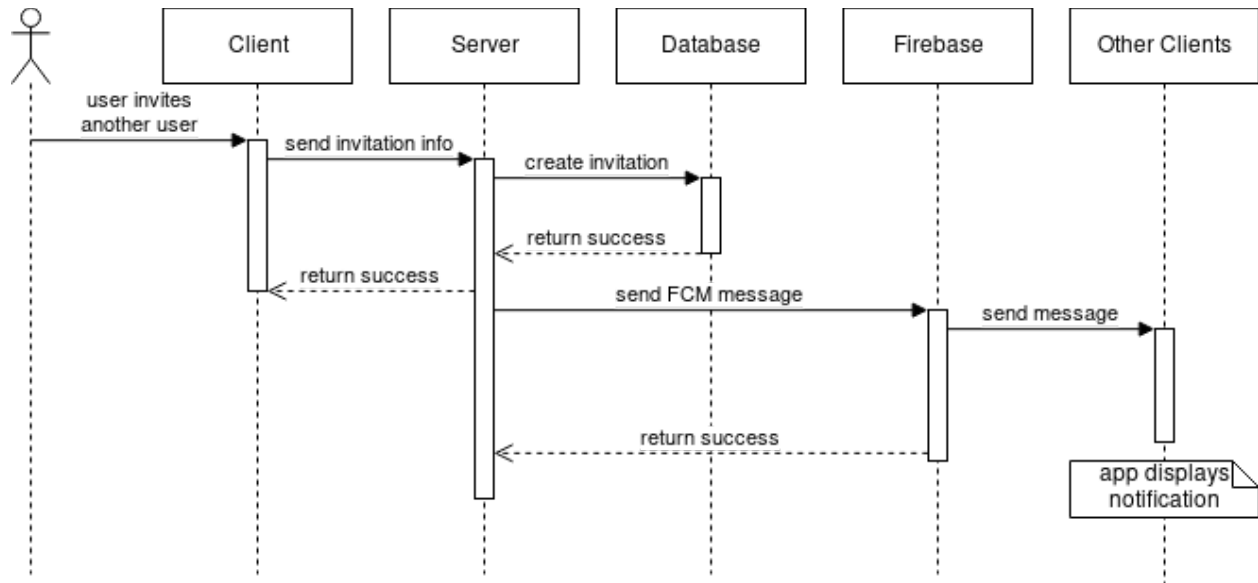 Client
Server
Database
Firebase
Other Clients
user invites
another user
send invitation info
create invitation
return success
return success
send FCM message
send message
return success
app displays
notification